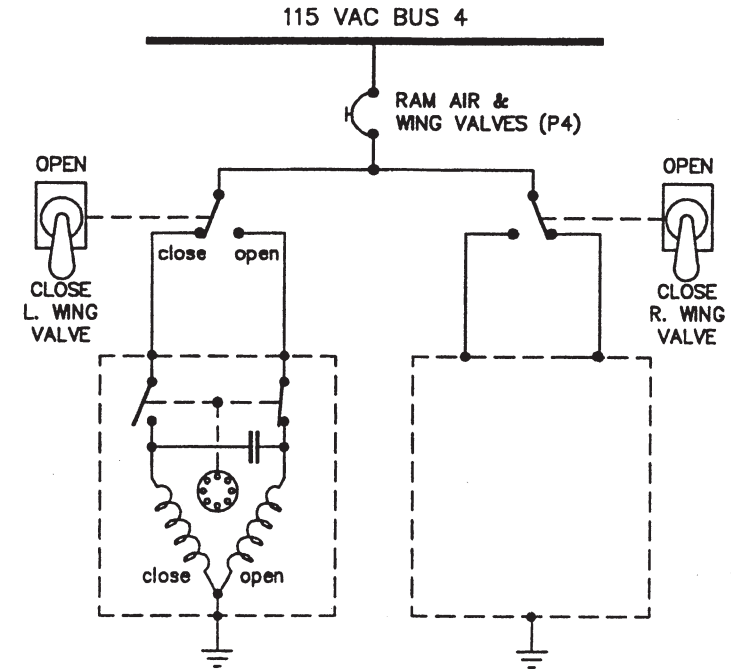 115 VAC BUS 4
RAM AIR &
WING VALVES (P4)
OPEN
OPEN
close open
CLOSE
L. WING
VALVE
CLOSE
R. WING
VALVE
close open